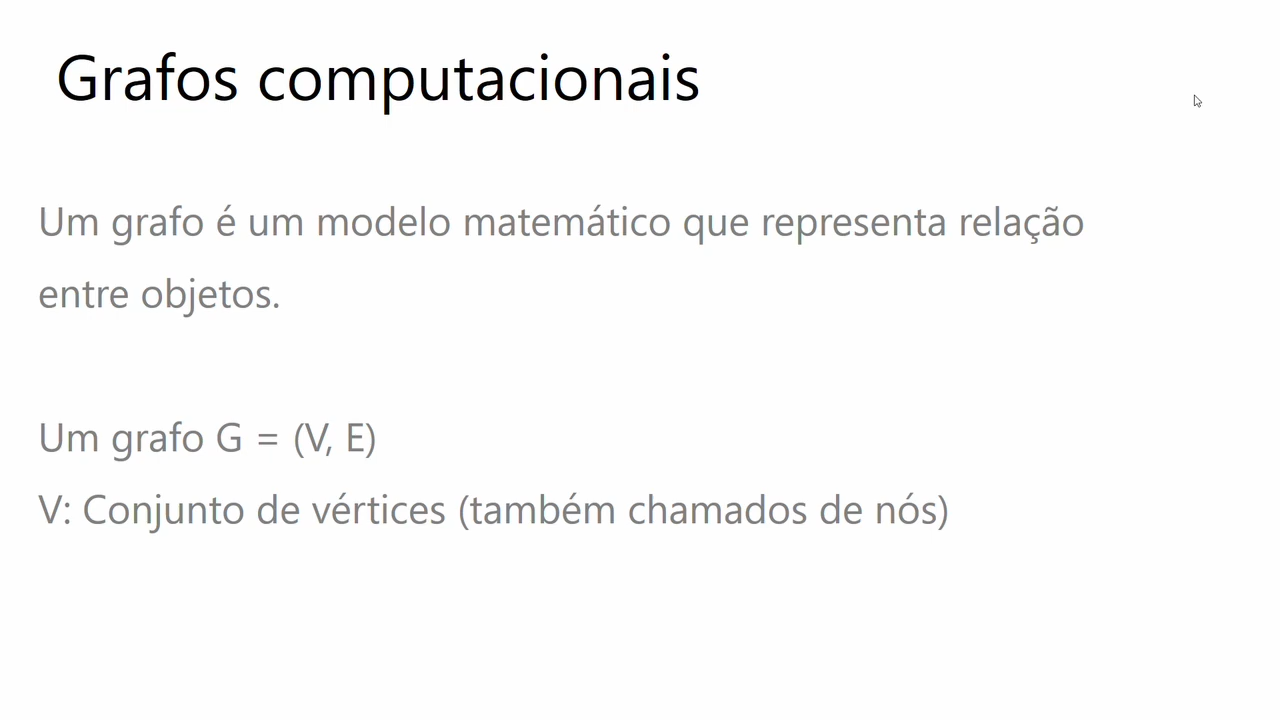 Grafos computacionais
Um grafo é um modelo matemático que representa relação
entre objetos.
Um grafo G = (V, E)
V: Conjunto de vértices (também chamados de nós)